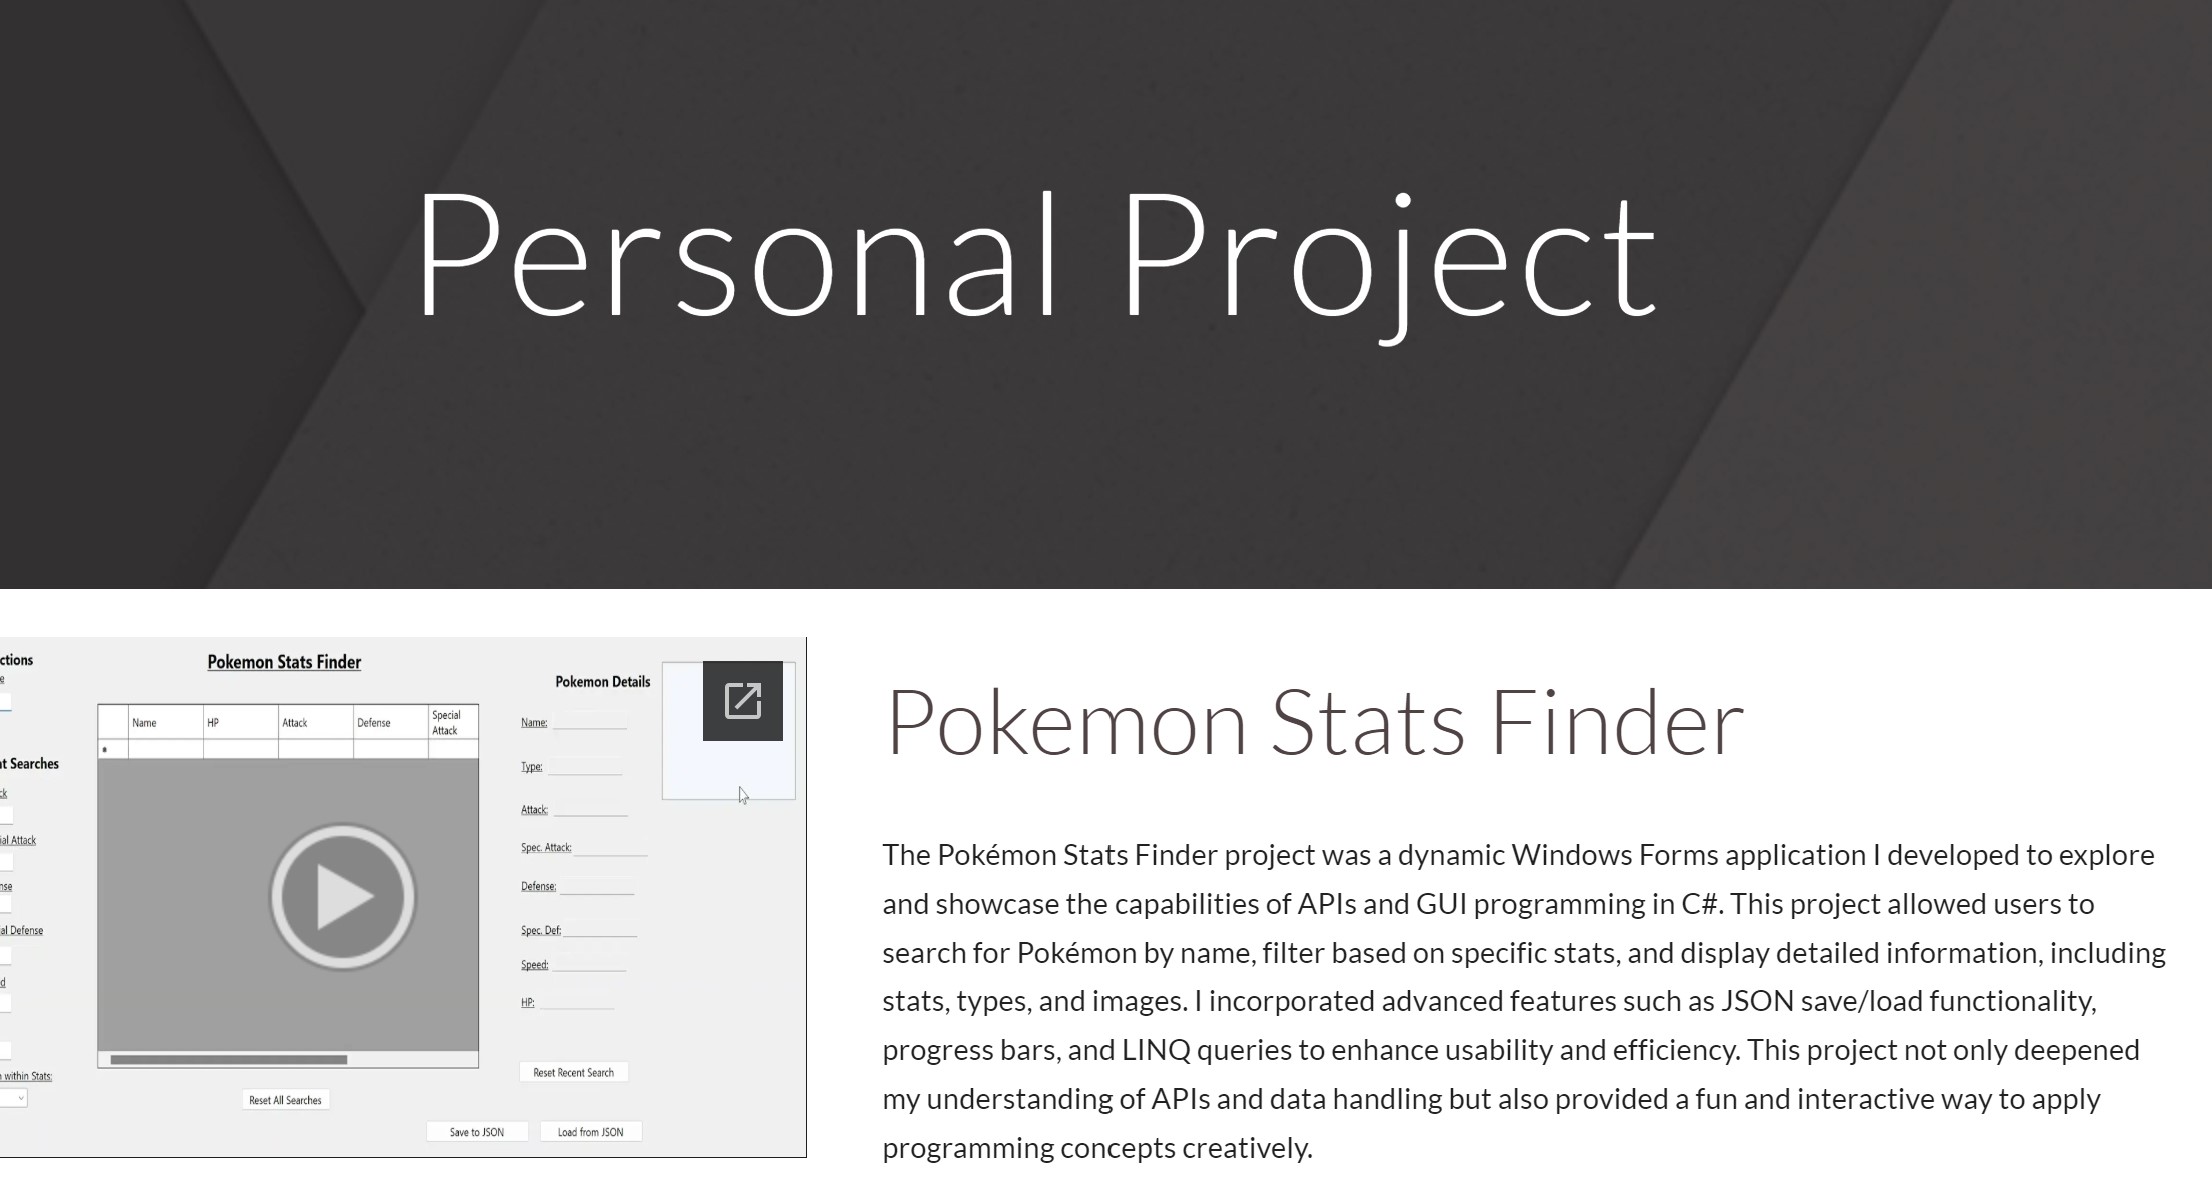 Personal Project
Pokemon Stats Finder
Name HP Attack Defense Special Attack
Pokemon Details
Name:
Type:
Attack:
Spec. Attack:
Defense:
Spec. Def:
Speed:
HP:
Reset Recent Search
Reset All Searches
Save to JSON Load from JSON
Searches
Attack
Defense
within Stats:
Pokemon Stats Finder
The Pokémon Stats Finder project was a dynamic Windows Forms application I developed to explore
and showcase the capabilities of APIs and GUI programming in C#. This project allowed users to
search for Pokémon by name, filter based on specific stats, and display detailed information, including
stats, types, and images. I incorporated advanced features such as JSON save/load functionality,
progress bars, and LINQ queries to enhance usability and efficiency. This project not only deepened
my understanding of APIs and data handling but also provided a fun and interactive way to apply
programming concepts creatively.